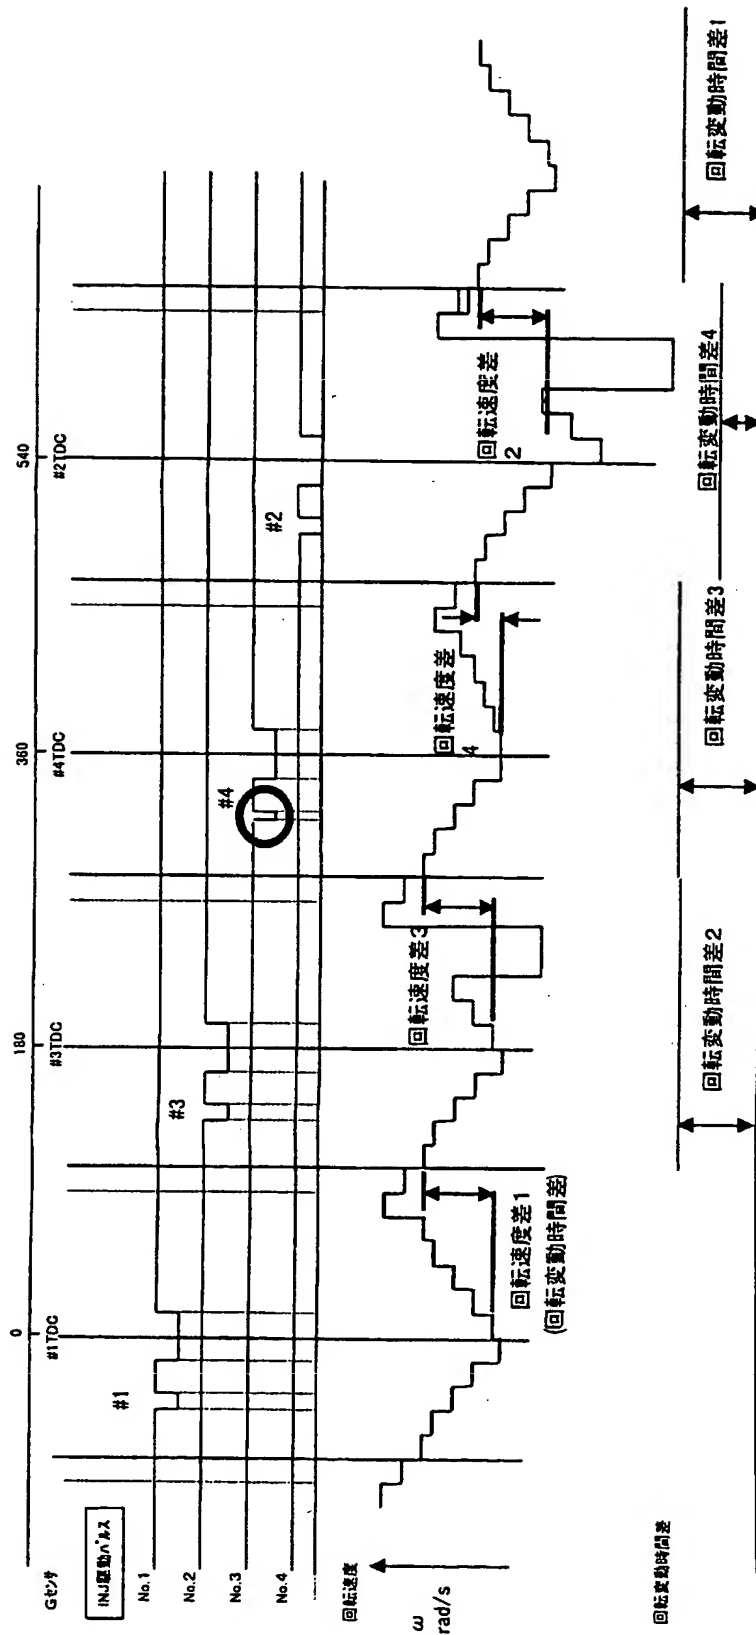 0
180
360
540
Gセンサ
#1TDC
#3TDC
#4TDC
#2TDC
INJ駆動パルス
No.1
#1
No.2
#3
No.3
#4
No.4
#2
回転速度
ω
rad/s
回転速度差1
(回転変動時間差)
回転速度差3
回転速度差
4
回転速度差
2
回転変動時間差
回転変動時間差2
回転変動時間差3
回転変動時間差4
回転変動時間差1